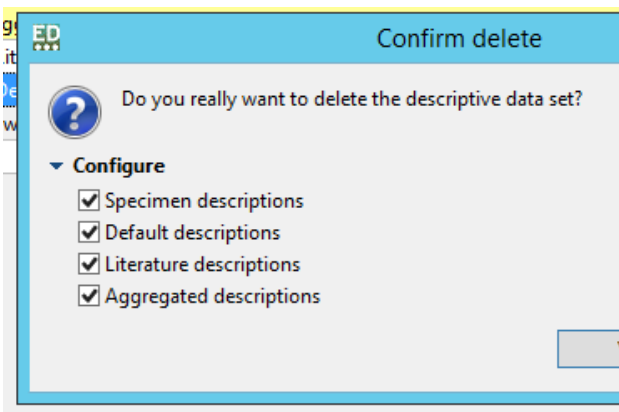 ED
Confirm delete
Do you really want to delete the descriptive data set?
Configure
Specimen descriptions
Default descriptions
Literature descriptions
Aggregated descriptions